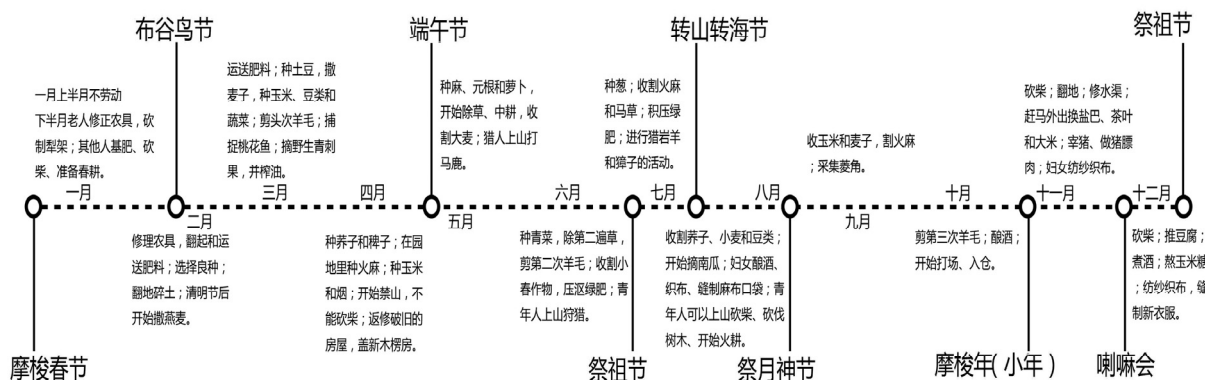 布谷鸟节
端午节
转山转海节
祭祖节
一月上半月不劳动
下半月老人修正农具，砍
制犁架；其他人基肥、砍
柴、准备春耕。
运送肥料；种土豆，撒
麦子，种玉米、豆类和
蔬菜；剪头次羊毛；捕
捉桃花鱼；摘野生青刺
果，并榨油。
种麻、元根和萝卜，
开始除草、中耕，收
割大麦；猎人上山打
马鹿。
种葱；收割火麻
和马草；积压绿
肥；进行猎岩羊
和獐子的活动。
收玉米和麦子，割火麻
；采集菱角。
砍柴；翻地；修水渠；
赶马外出换盐巴、茶叶
和大米；宰猪、做猪膘
肉；妇女纺纱织布。
一月
二月
三月
四月
五月
六月
七月
八月
九月
十月
十一月
十二月
修理农具，翻起和运
送肥料；选择良种；
翻地碎土；清明节后
开始撒燕麦。
种荞子和稗子；在园
地里种火麻；种玉米
和烟；开始禁山，不
能砍柴；返修破旧的
房屋，盖新木楞房。
种青菜，除第二遍草，
剪第二次羊毛；收割小
春作物，压沤绿肥；青
年人上山狩猎。
收割荞子、小麦和豆类；
开始摘南瓜；妇女酿酒、
织布、缝制麻布口袋；青
年人可以上山砍柴、砍伐
树木、开始火耕。
剪第三次羊毛；酿酒；
开始打场、入仓。
砍柴；推豆腐；
煮酒；熬玉米糖
；纺纱织布，缝
制新衣服。
摩梭春节
祭祖节
祭月神节
摩梭年（小年）
喇嘛会